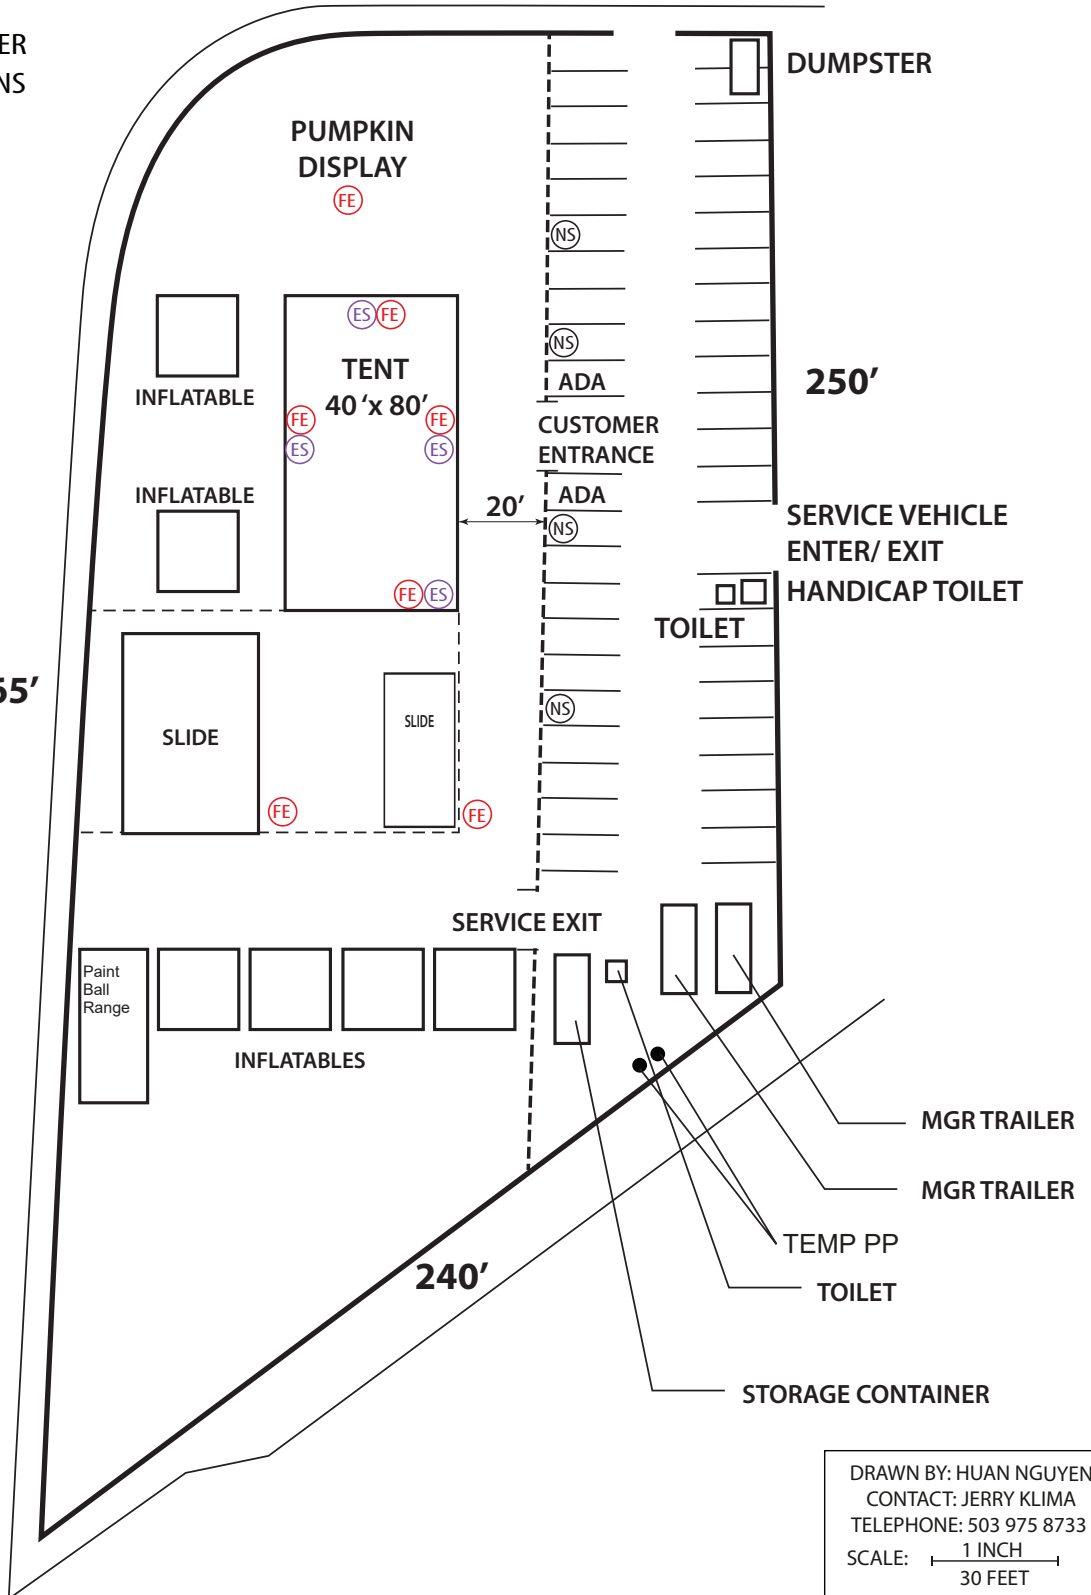 ER
NS
DUMPSTER
PUMPKIN
DISPLAY
FE
NS
ES FE
TENT
40 'x 80'
NS
INFLATABLE
ADA
250'
FE
FE
CUSTOMER
ES
ES
ENTRANCE
INFLATABLE
ADA
20'
NS
SERVICE VEHICLE
ENTER/ EXIT
FE ES
HANDICAP TOILET
TOILET
65'
SLIDE
SLIDE
NS
FE
FE
SERVICE EXIT
Paint
Ball
Range
INFLATABLES
MGR TRAILER
MGR TRAILER
TEMP PP
240'
TOILET
STORAGE CONTAINER
DRAWN BY: HUAN NGUYEN
CONTACT: JERRY KLIMA
TELEPHONE: 503 975 8733
SCALE: 1 INCH
30 FEET